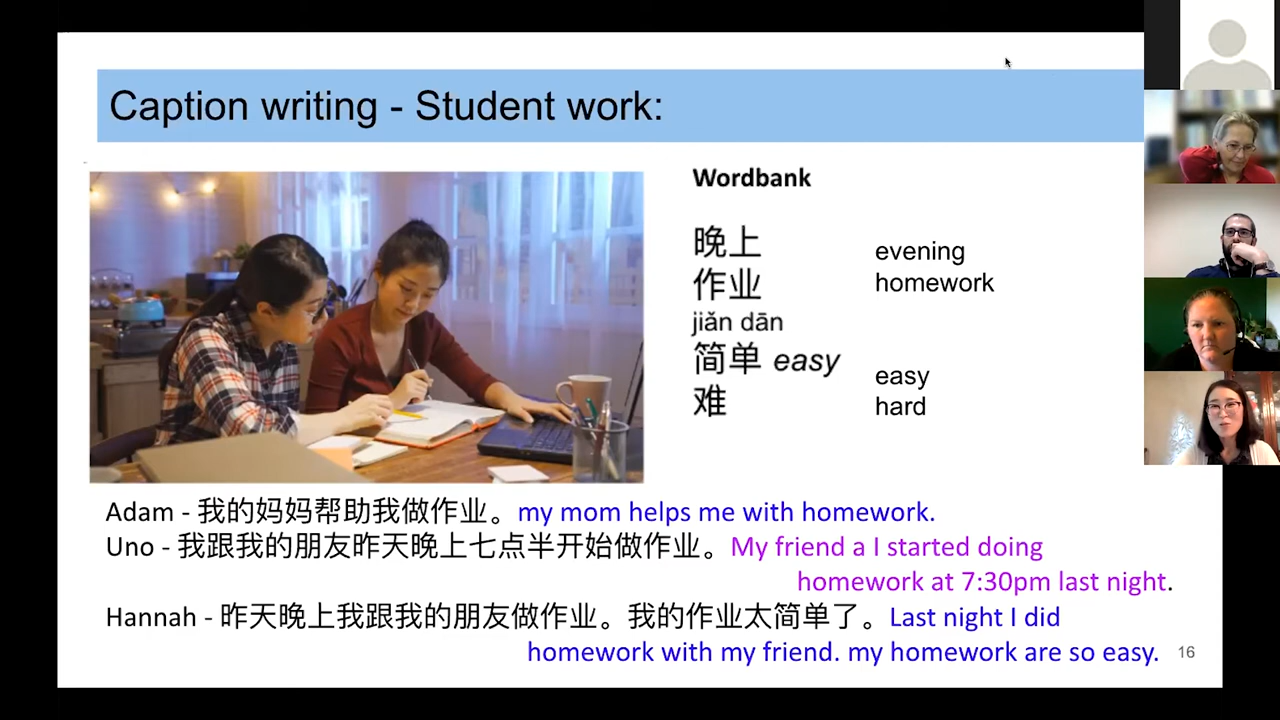 Caption writing - Student work:
Wordbank
晚上
evening
作业
homework
jiǎn dān
简单 easy
easy
难
hard
Adam - 我的妈妈帮助我做作业。my mom helps me with homework.
Uno - 我跟我的朋友昨天晚上七点半开始做作业。My friend a I started doing
homework at 7:30pm last night.
Hannah - 昨天晚上我跟我的朋友做作业。我的作业太简单了。Last night I did
homework with my friend. my homework are so easy.
16